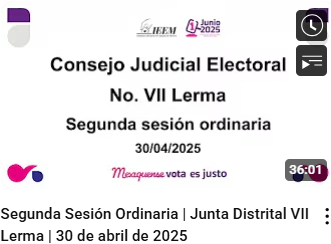 IEEM 1 Junio 2025
Consejo Judicial Electoral
No. VII Lerma
Segunda sesión ordinaria
30/04/2025
Mexiquense vota es justo
36:01
Segunda Sesión Ordinaria | Junta Distrital VII
Lerma | 30 de abril de 2025